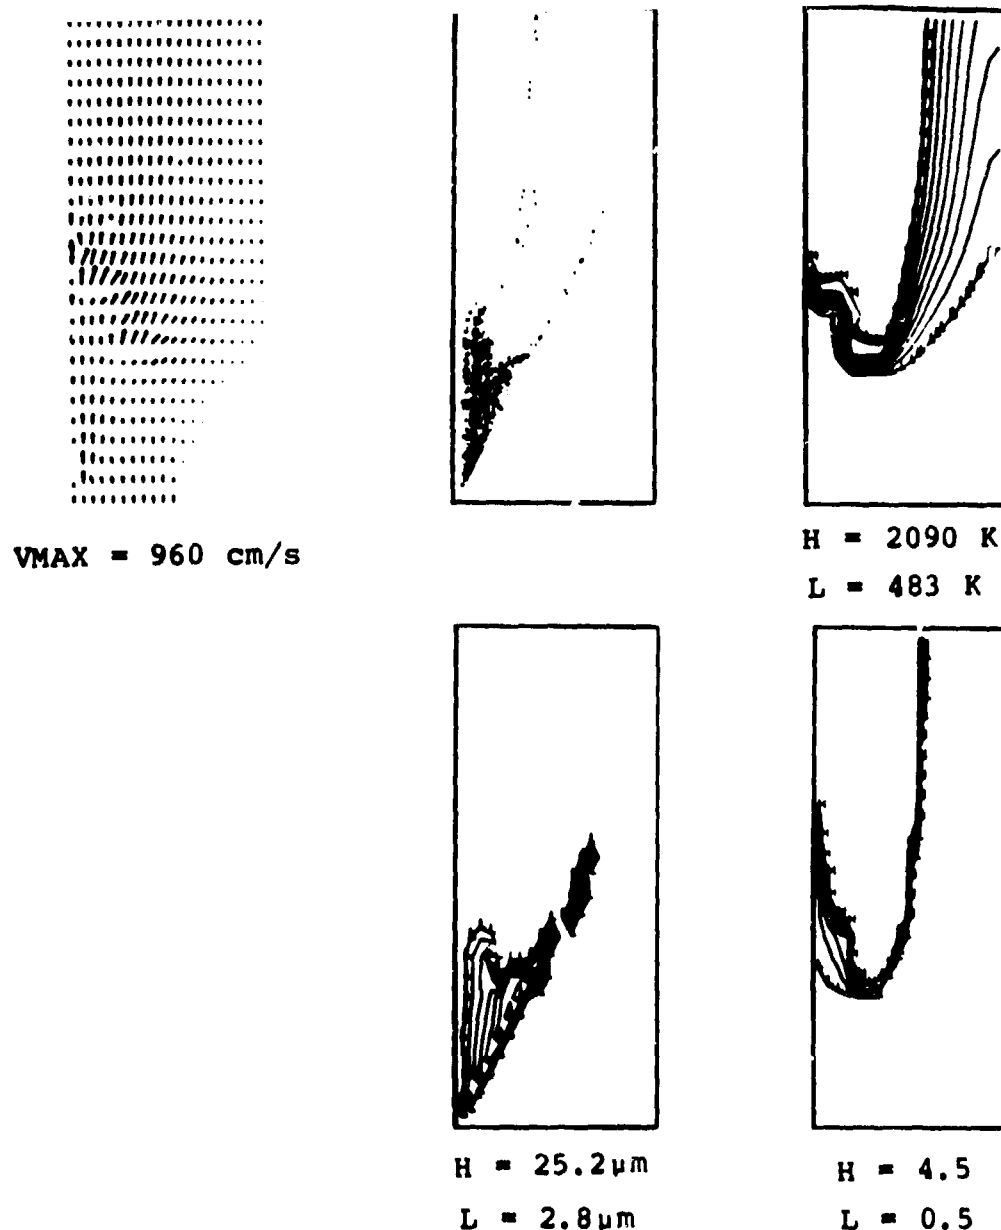 VMAX = 960 cm/s
H = 2090 K
L = 483 K
H = 25.2μm
L = 2.8μm
H = 4.5
L = 0.5